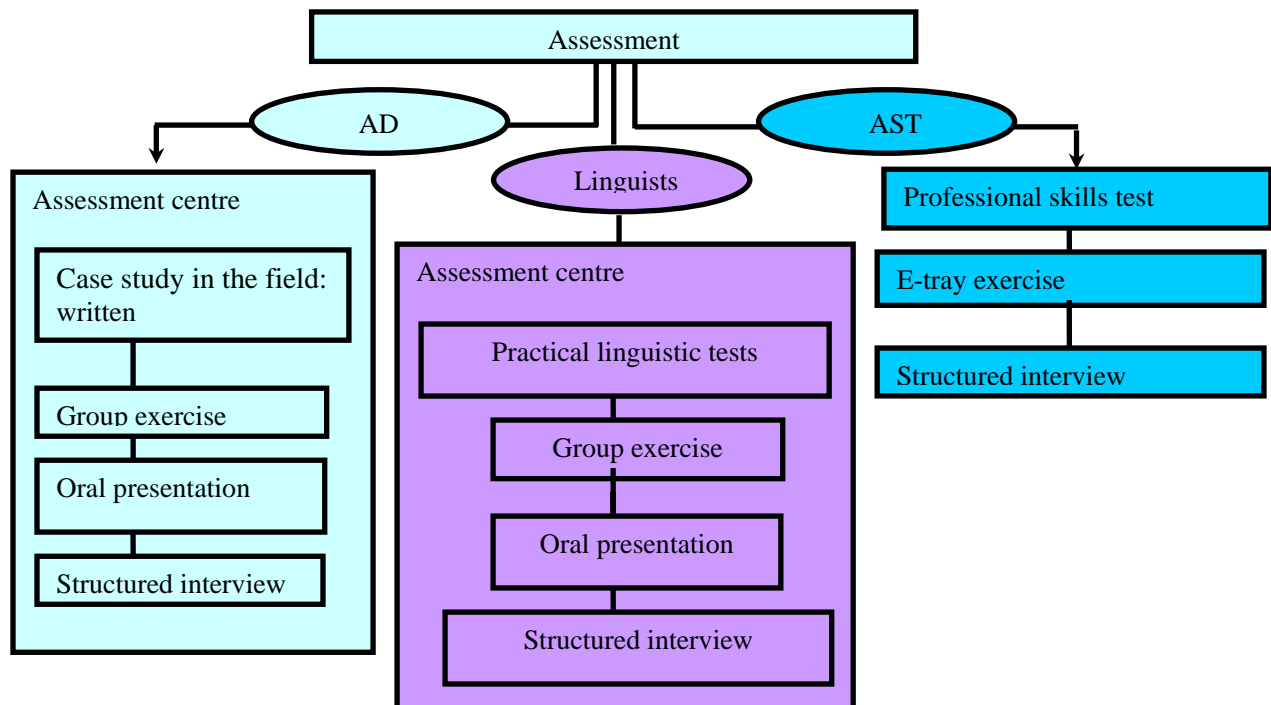 Assessment
AD
AST
Linguists
Assessment centre
Case study in the field:
written
Group exercise
Oral presentation
Structured interview
Assessment centre
Practical linguistic tests
Group exercise
Oral presentation
Structured interview
Professional skills test
E-tray exercise
Structured interview